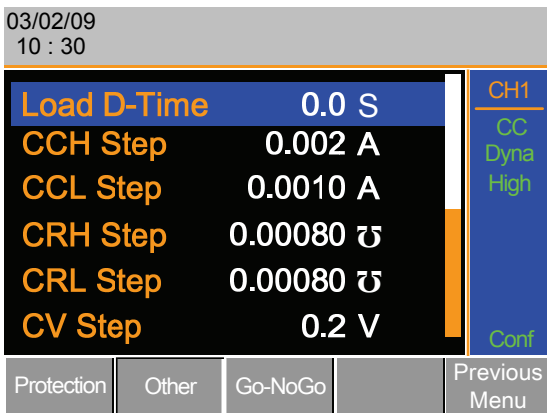 03/02/09
10 : 30
Load D-Time 0.0 S
CCH Step 0.002 A
CCL Step 0.0010 A
CRH Step 0.00080 ℧
CRL Step 0.00080 ℧
CV Step 0.2 V
CH1
CC
Dyna
High
Conf
Protection
Other
Go-NoGo
Previous
Menu